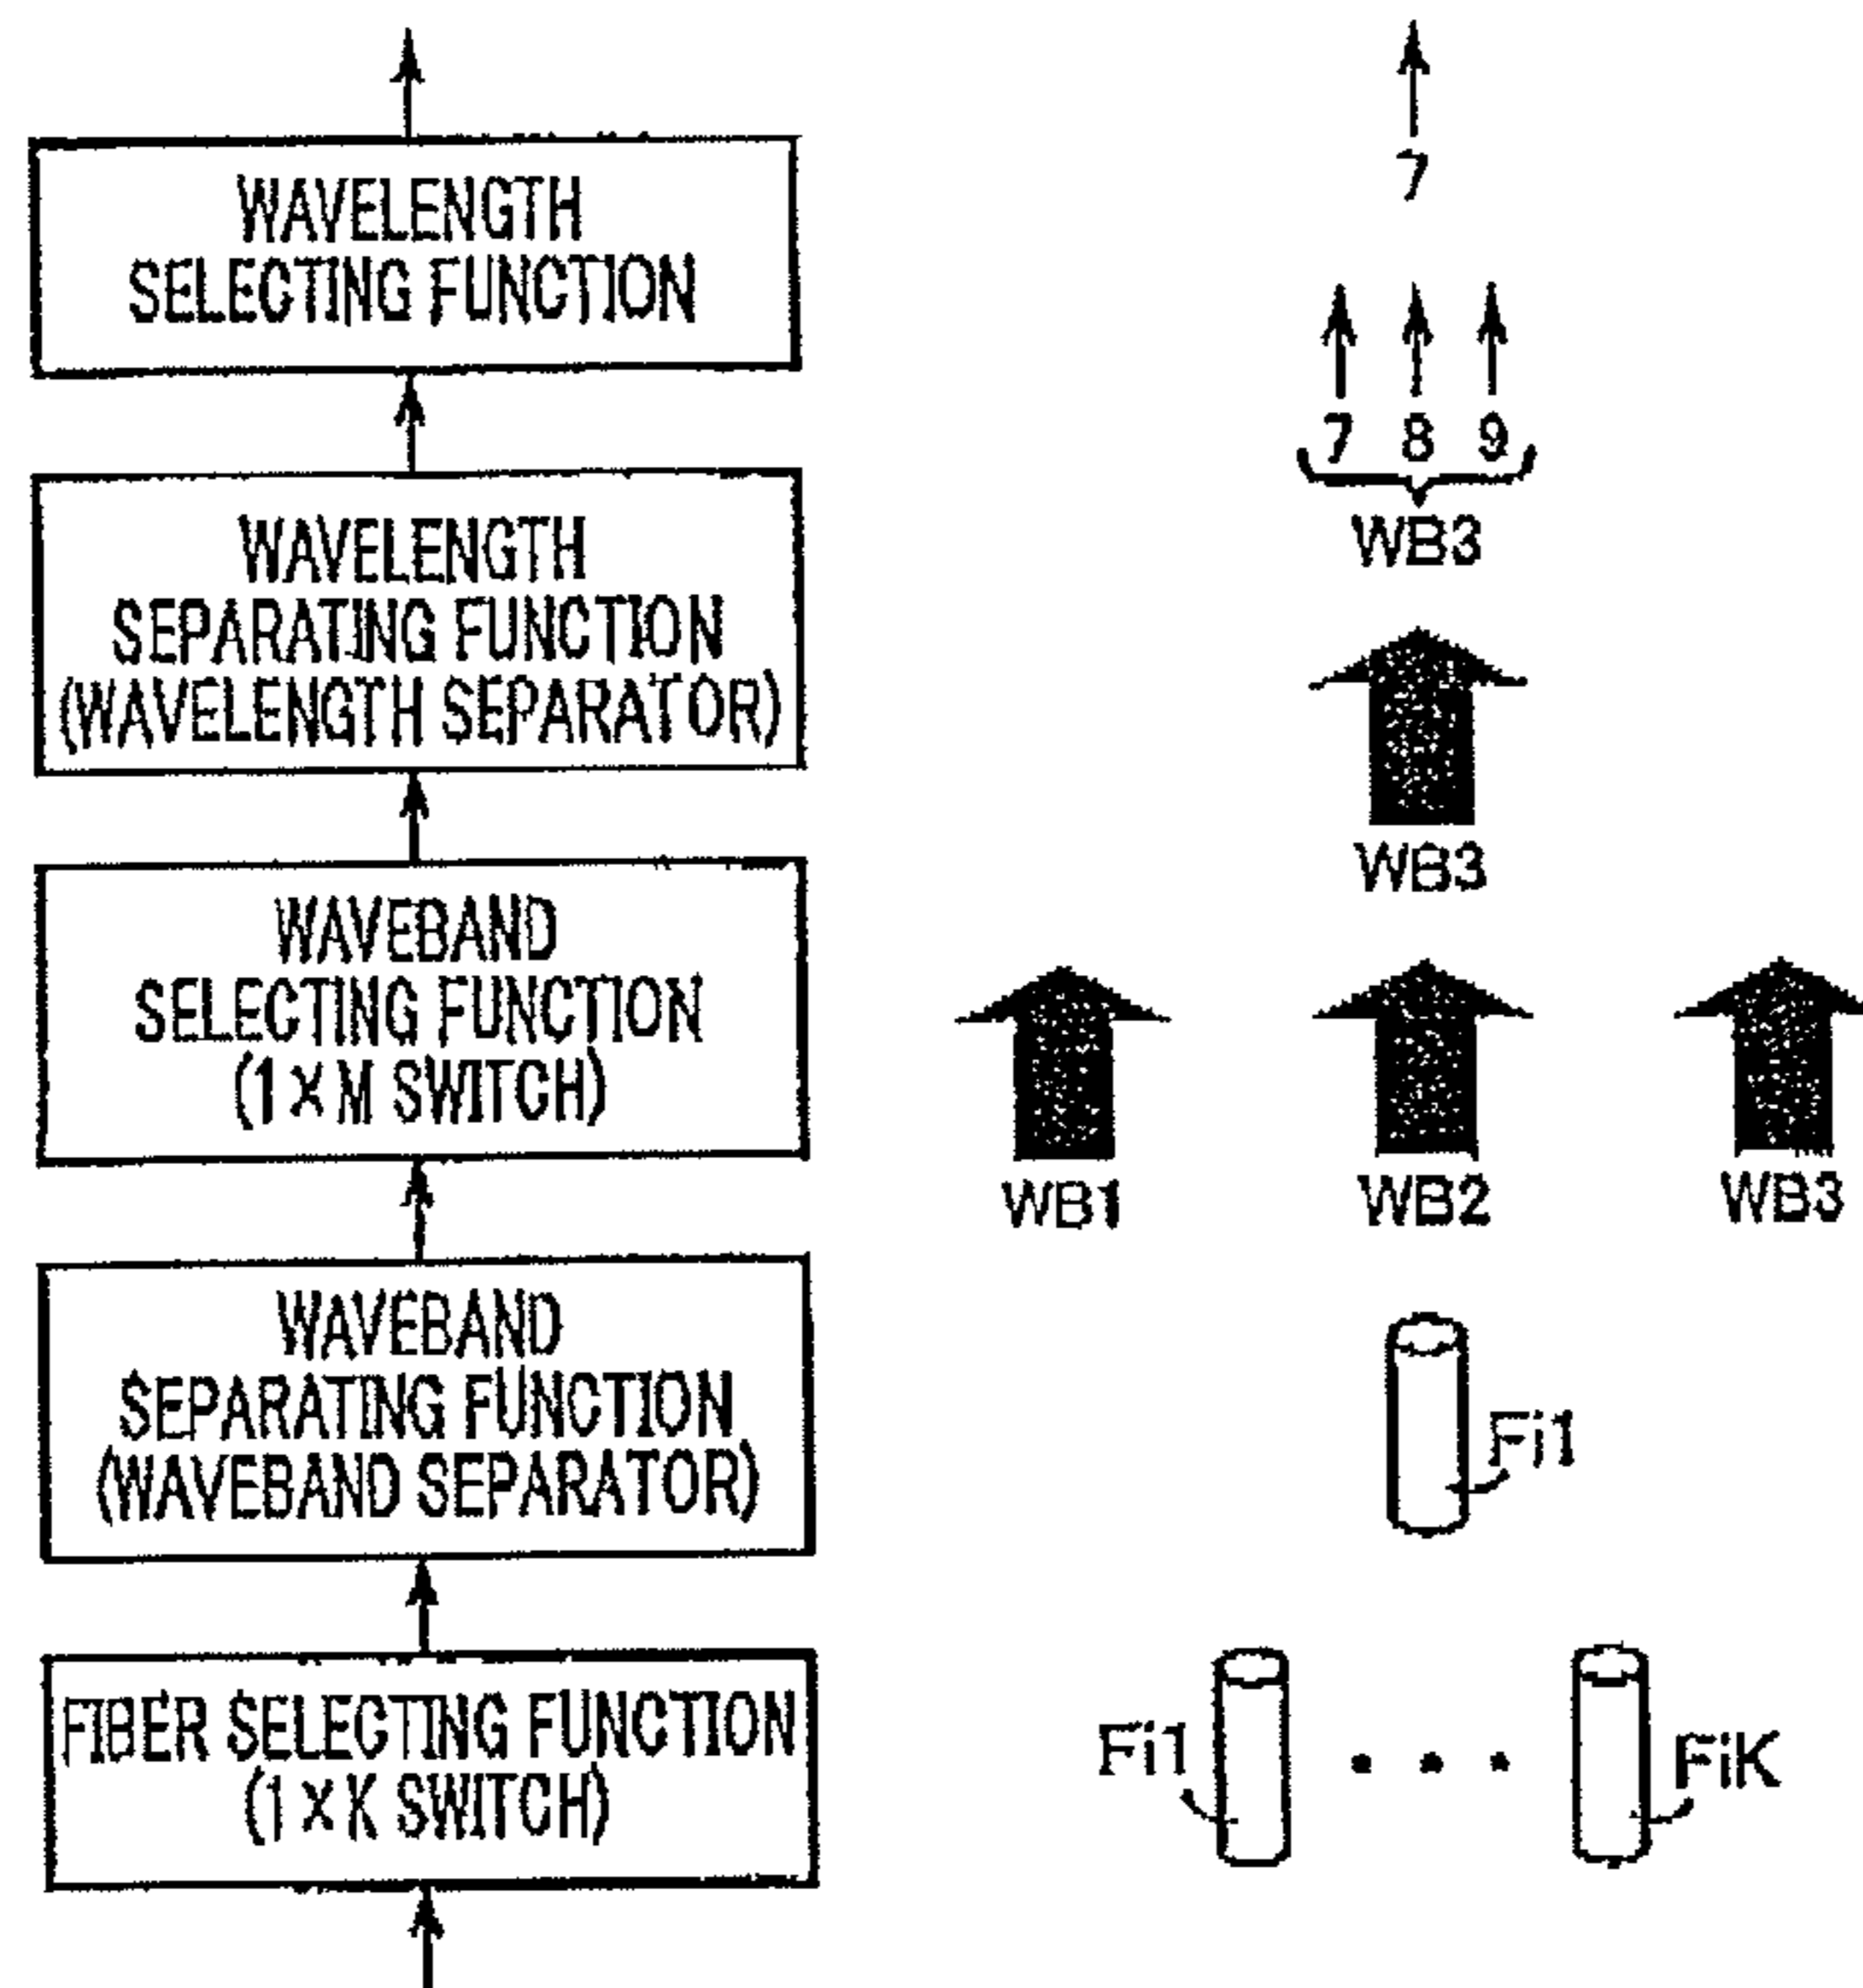 WAVELENGTH
SELECTING FUNCTION
WAVELENGTH
SEPARATING FUNCTION
(WAVELENGTH SEPARATOR)
WAVEBAND
SELECTING FUNCTION
(1×M SWITCH)
WAVEBAND
SEPARATING FUNCTION
(WAVEBAND SEPARATOR)
FIBER SELECTING FUNCTION
(1×K SWITCH)
7
7 8 9
WB3
WB3
WB1 WB2 WB3
Fi1
Fi1 • • • FiK